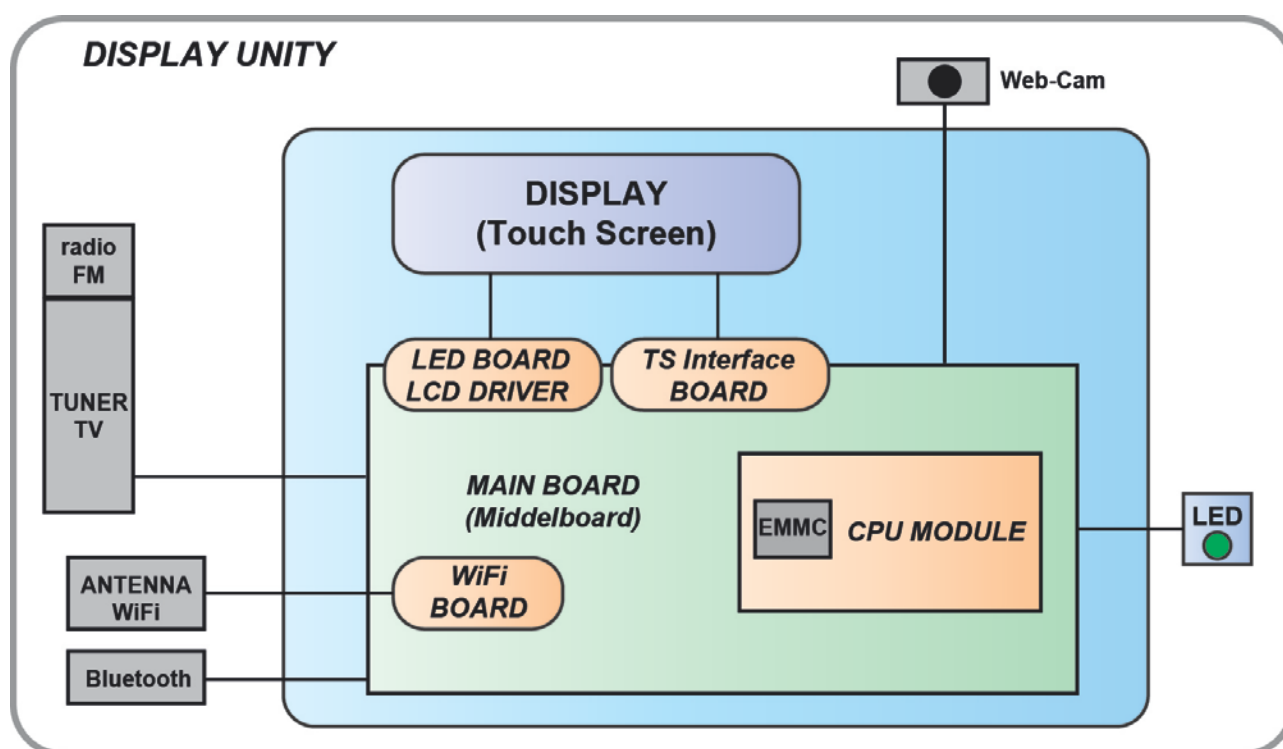 DISPLAY UNITY
Web-Cam
DISPLAY
(Touch Screen)
radio
FM
TUNER
TV
LED BOARD
LCD DRIVER
TS Interface
BOARD
MAIN BOARD
(Middelboard)
EMMC
CPU MODULE
LED
WiFi
BOARD
ANTENNA
WiFi
Bluetooth